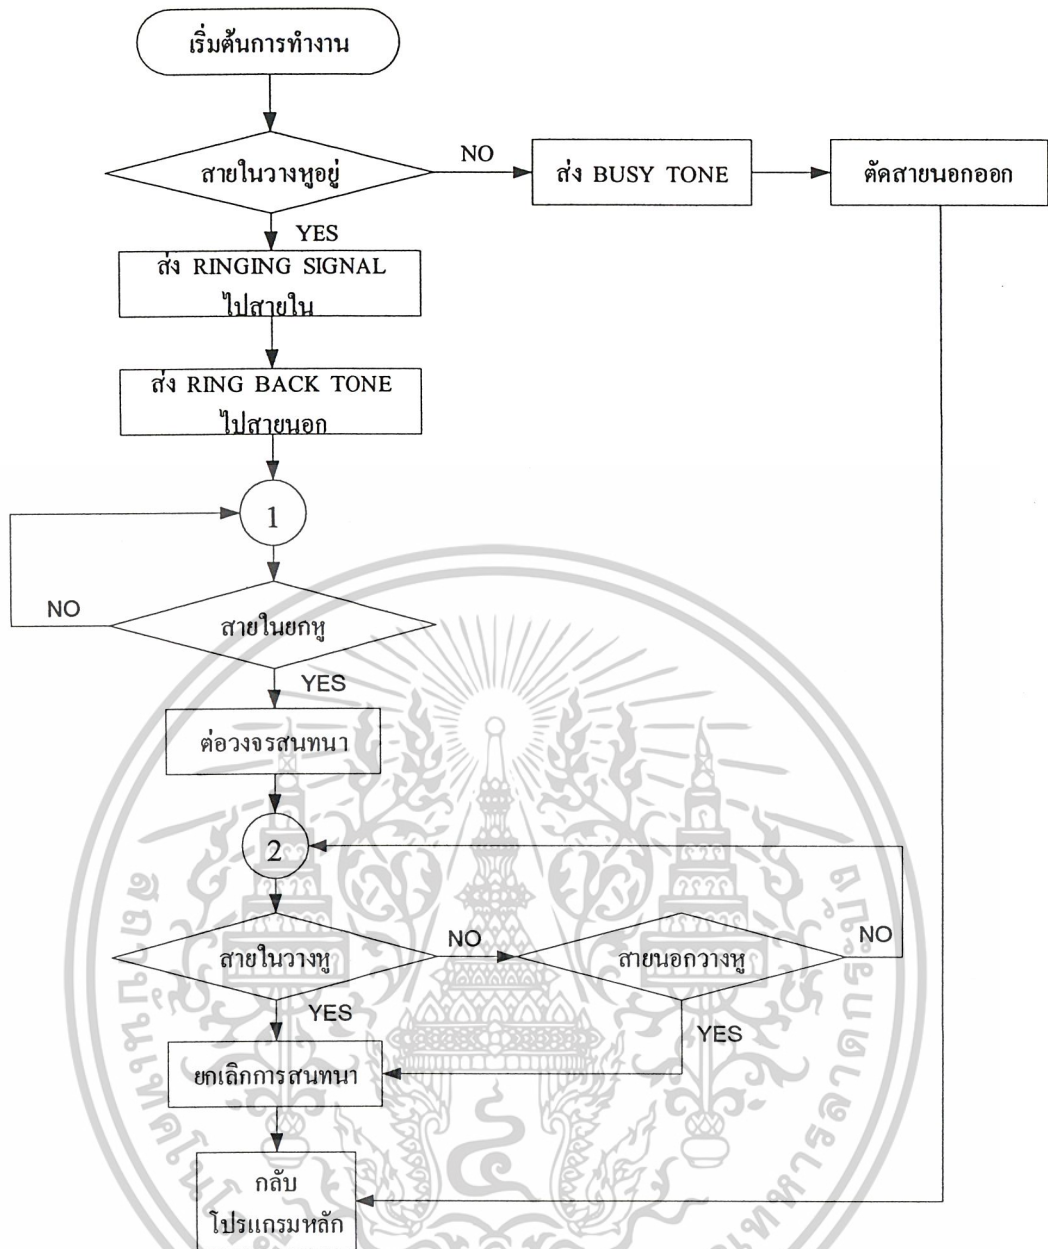 เริ่มต้นการทำงาน
สายในวางหูอยู่
NO
ส่ง BUSY TONE
ตัดสายนอกออก
YES
ส่ง RINGING SIGNAL
ไปสายใน
ส่ง RING BACK TONE
ไปสายนอก
1
NO
สายในยกหู
YES
ต่อวงจรสนทนา
2
สายในวางหู
NO
สายนอกวางหู
NO
YES
YES
ยกเลิกการสนทนา
กลับ
โปรแกรมหลัก